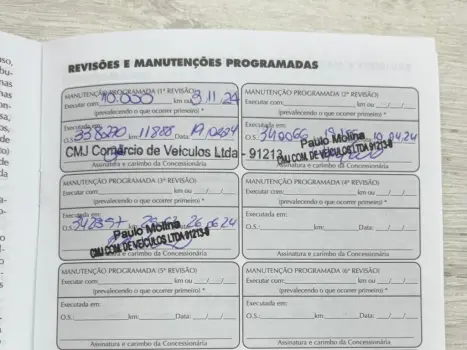 REVISÕES E MANUTENÇÕES PROGRAMADAS
MANUTENÇÃO PROGRAMADA (1ª REVISÃO)
Executar com: 10.000 km ou 3,11,24
(prevalecendo o que ocorrer primeiro) *
Executada em:
O.S.: km: 11888 Data:
CMJ Comércio de Veículos Ltda - 91213
Assinatura e carimbo da Concessionária
MANUTENÇÃO PROGRAMADA (2ª REVISÃO)
Executar com: km ou / /
(prevalecendo o que ocorrer primeiro) *
Executada em:
O.S. 349066 10.04.24
Paulo Molina
CMJ COM. DE VEICULOS LTDA 91213-8
Assinatura e carimbo da Concessionária
MANUTENÇÃO PROGRAMADA (3ª REVISÃO)
Executar com: km ou / /
(prevalecendo o que ocorrer primeiro) *
Executada em:
O.S. 26.06.24
Paulo Molina
CMJ COM. DE VEICULOS LTDA 91213-8
Assinatura e carimbo da Concessionária
MANUTENÇÃO PROGRAMADA (4ª REVISÃO)
Executar com: km ou / /
(prevalecendo o que ocorrer primeiro) *
Executada em:
O.S.: km: Data: / /
Assinatura e carimbo da Concessionária
MANUTENÇÃO PROGRAMADA (5ª REVISÃO)
Executar com: km ou / /
(prevalecendo o que ocorrer primeiro) *
Executada em:
O.S.: km: Data: / /
Assinatura e carimbo da Concessionária
MANUTENÇÃO PROGRAMADA (6ª REVISÃO)
Executar com: km ou / /
(prevalecendo o que ocorrer primeiro) *
Executada em:
O.S.: km: Data: / /
Assinatura e carimbo da Concessionária